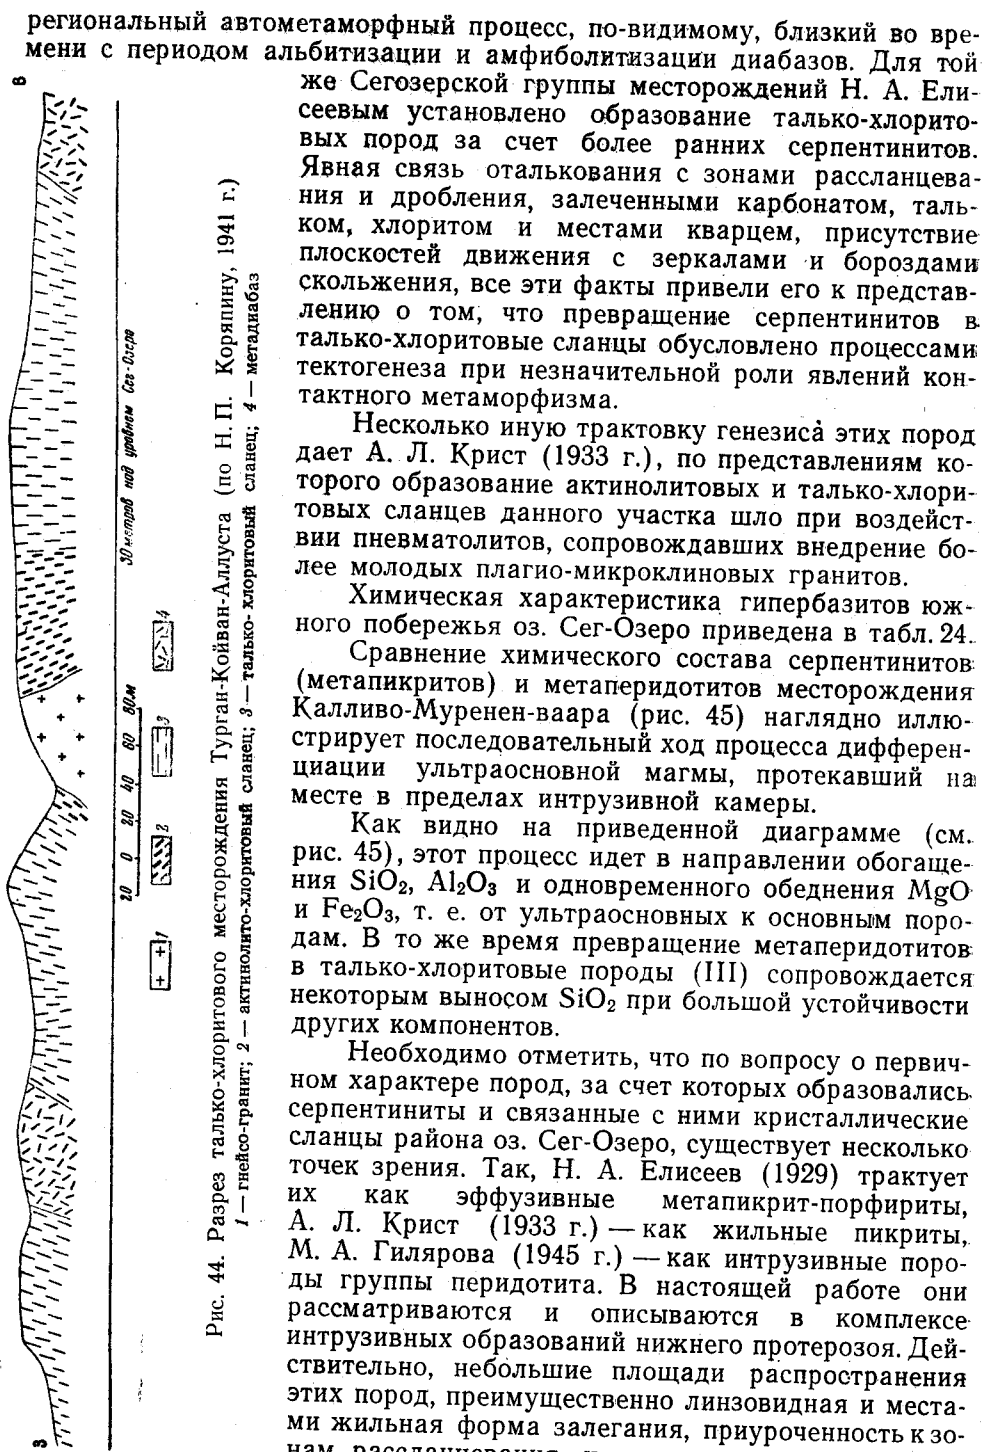 региональный автометаморфный процесс, по-видимому, близкий во вре-
мени с периодом альбитизации и амфиболитизации диабазов. Для той
же Сегозерской группы месторождений Н. А. Ели-
сеевым установлено образование талько-хлорито-
вых пород за счет более ранних серпентинитов.
Явная связь оталькования с зонами рассланцева-
ния и дробления, залеченными карбонатом, таль-
ком, хлоритом и местами кварцем, присутствие
плоскостей движения с зеркалами и бороздами
скольжения, все эти факты привели его к представ-
лению о том, что превращение серпентинитов в
талько-хлоритовые сланцы обусловлено процессами
тектогенеза при незначительной роли явлений кон-
тактного метаморфизма.
Несколько иную трактовку генезиса этих пород
дает А. Л. Крист (1933 г.), по представлениям ко-
торого образование актинолитовых и талько-хлори-
товых сланцев данного участка шло при воздейст-
вии пневматолитов, сопровождавших внедрение бо-
лее молодых плагио-микроклиновых гранитов.
Химическая характеристика гипербазитов юж-
ного побережья оз. Сег-Озеро приведена в табл. 24.
Сравнение химического состава серпентинитов
(метапикритов) и метаперидотитов месторождения
Калливо-Муренен-ваара (рис. 45) наглядно иллю-
стрирует последовательный ход процесса дифферен-
циации ультраосновной магмы, протекавший на
месте в пределах интрузивной камеры.
Как видно на приведенной диаграмме (см.
рис. 45), этот процесс идет в направлении обогаще-
ния SiO₂, Al₂O₃ и одновременного обеднения MgO
и Fe₂O₃, т. е. от ультраосновных к основным поро-
дам. В то же время превращение метаперидотитов
в талько-хлоритовые породы (III) сопровождается
некоторым выносом SiO₂ при большой устойчивости
других компонентов.
Необходимо отметить, что по вопросу о первич-
ном характере пород, за счет которых образовались
серпентиниты и связанные с ними кристаллические
сланцы района оз. Сег-Озеро, существует несколько
точек зрения. Так, Н. А. Елисеев (1929) трактует
их как эффузивные метапикрит-порфириты,
А. Л. Крист (1933 г.) — как жильные пикриты,
М. А. Гилярова (1945 г.) — как интрузивные поро-
ды группы перидотита. В настоящей работе они
рассматриваются и описываются в комплексе
интрузивных образований нижнего протерозоя. Дей-
ствительно, небольшие площади распространения
этих пород, преимущественно линзовидная и места-
ми жильная форма залегания, приуроченность к зо-
нам рассланцевания
З
В
30 метров над уровнем Сег-Озера
20 0 20 40 60 80м
1
2
3
4
Рис. 44. Разрез талько-хлоритового месторождения Турган-Койван-Аллуста (по Н. П. Коряпину, 1941 г.)
1 — гнейсо-гранит; 2 — актинолито-хлоритовый сланец; 3 — талько-хлоритовый сланец; 4 — метадиабаз